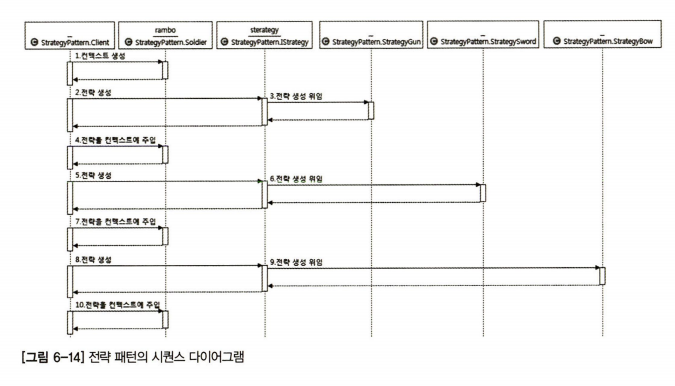 StrategyPattern.Client
rambo
StrategyPattern.Soldier
sterategy
StrategyPattern.IStrategy
StrategyPattern.StrategyGun
StrategyPattern.StrategySword
StrategyPattern.StrategyBow
1.컨텍스트 생성
2.전략 생성
3.전략 생성 위임
4.전략을 컨텍스트에 주입
5.전략 생성
6.전략 생성 위임
7.전략을 컨텍스트에 주입
8.전략 생성
9.전략 생성 위임
10.전략을 컨텍스트에 주입
[그림 6-14] 전략 패턴의 시퀀스 다이어그램